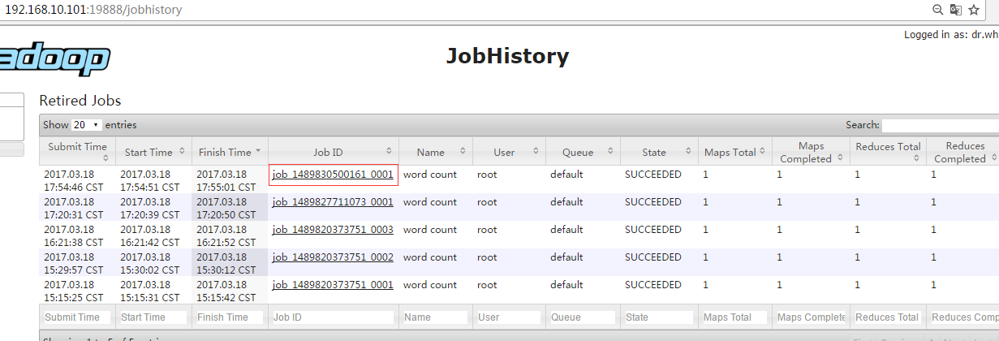 192.168.10.101:19888/jobhistory
Logged in as: dr.wh
adoop
JobHistory
Retired Jobs
Show 20 entries Search:
Submit Time Start Time Finish Time Job ID Name User Queue State Maps Total Maps Completed Reduces Total Reduces Completed
2017.03.18 2017.03.18 2017.03.18 job_1489830500161_0001 word count root default SUCCEEDED 1 1 1 1
17:54:46 CST 17:54:51 CST 17:55:01 CST
2017.03.18 2017.03.18 2017.03.18 job_1489827711073_0001 word count root default SUCCEEDED 1 1 1 1
17:20:31 CST 17:20:39 CST 17:20:50 CST
2017.03.18 2017.03.18 2017.03.18 job_1489820373751_0003 word count root default SUCCEEDED 1 1 1 1
16:21:38 CST 16:21:42 CST 16:21:52 CST
2017.03.18 2017.03.18 2017.03.18 job_1489820373751_0002 word count root default SUCCEEDED 1 1 1 1
15:29:57 CST 15:30:02 CST 15:30:12 CST
2017.03.18 2017.03.18 2017.03.18 job_1489820373751_0001 word count root default SUCCEEDED 1 1 1 1
15:15:25 CST 15:15:31 CST 15:15:42 CST
Submit Time Start Time Finish Time Job ID Name User Queue State Maps Total Maps Complete Reduces Total Reduces Comp